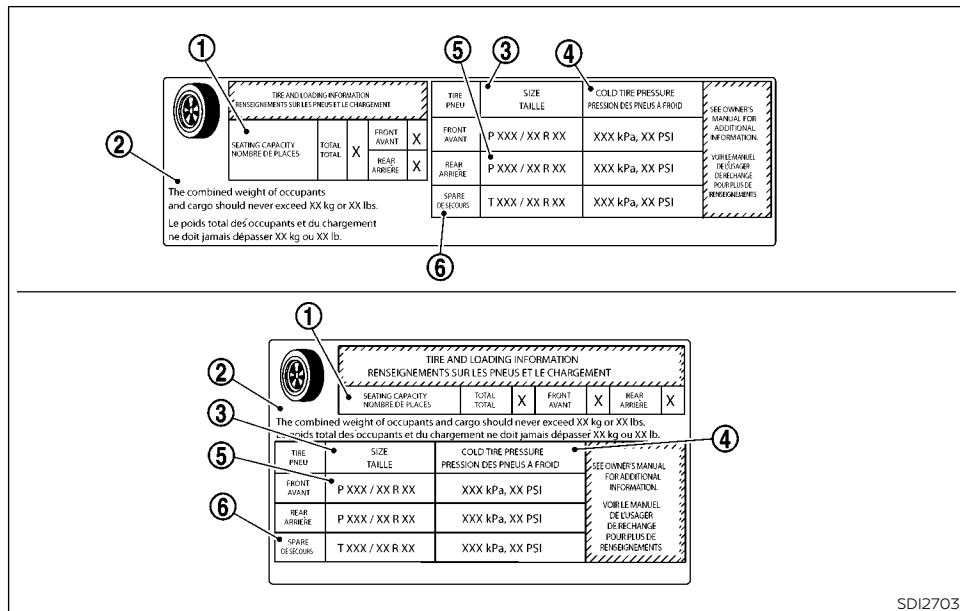 ①
②
⑤
③
④
TIRE AND LOADING INFORMATION
RENSEIGNEMENTS SUR LES PNEUS ET LE CHARGEMENT
SEATING CAPACITY
NOMBRE DE PLACES
TOTAL
TOTAL
X
FRONT
AVANT
X
REAR
ARRIERE
X
The combined weight of occupants
and cargo should never exceed XX kg or XX lbs.
Le poids total des occupants et du chargement
ne doit jamais dépasser XX kg ou XX lb.
TIRE
PNEU
SIZE
TAILLE
COLD TIRE PRESSURE
PRESSION DES PNEUS À FROID
FRONT
AVANT
P XXX / XX R XX
XXX kPa, XX PSI
REAR
ARRIERE
P XXX / XX R XX
XXX kPa, XX PSI
SPARE
DE SECOURS
T XXX / XX R XX
XXX kPa, XX PSI
SEE OWNER'S
MANUAL FOR
ADDITIONAL
INFORMATION.
VOIR LE MANUEL
DE L'USAGER
DE RECHANGE
POUR PLUS DE
RENSEIGNEMENTS
⑥
①
②
③
⑤
⑥
④
TIRE AND LOADING INFORMATION
RENSEIGNEMENTS SUR LES PNEUS ET LE CHARGEMENT
SEATING CAPACITY
NOMBRE DE PLACES
TOTAL
TOTAL
X
FRONT
AVANT
X
REAR
ARRIERE
X
The combined weight of occupants and cargo should never exceed XX kg or XX lbs.
Le poids total des occupants et du chargement ne doit jamais dépasser XX kg ou XX lb.
TIRE
PNEU
SIZE
TAILLE
COLD TIRE PRESSURE
PRESSION DES PNEUS À FROID
FRONT
AVANT
P XXX / XX R XX
XXX kPa, XX PSI
REAR
ARRIERE
P XXX / XX R XX
XXX kPa, XX PSI
SPARE
DE SECOURS
T XXX / XX R XX
XXX kPa, XX PSI
SEE OWNER'S MANUAL
FOR ADDITIONAL
INFORMATION.
VOIR LE MANUEL
DE L'USAGER
DE RECHANGE
POUR PLUS DE
RENSEIGNEMENTS
SDI2703